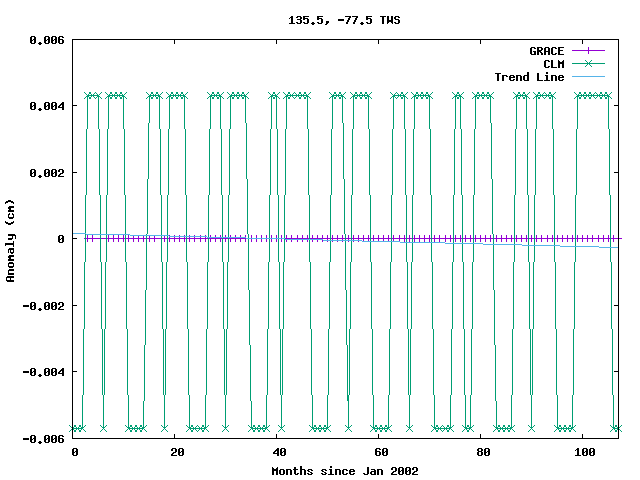 135.5, -77.5 TWS
GRACE
CLM
Trend Line
0.006
0.004
0.002
0
-0.002
-0.004
-0.006
Anomaly (cm)
0 20 40 60 80 100
Months since Jan 2002